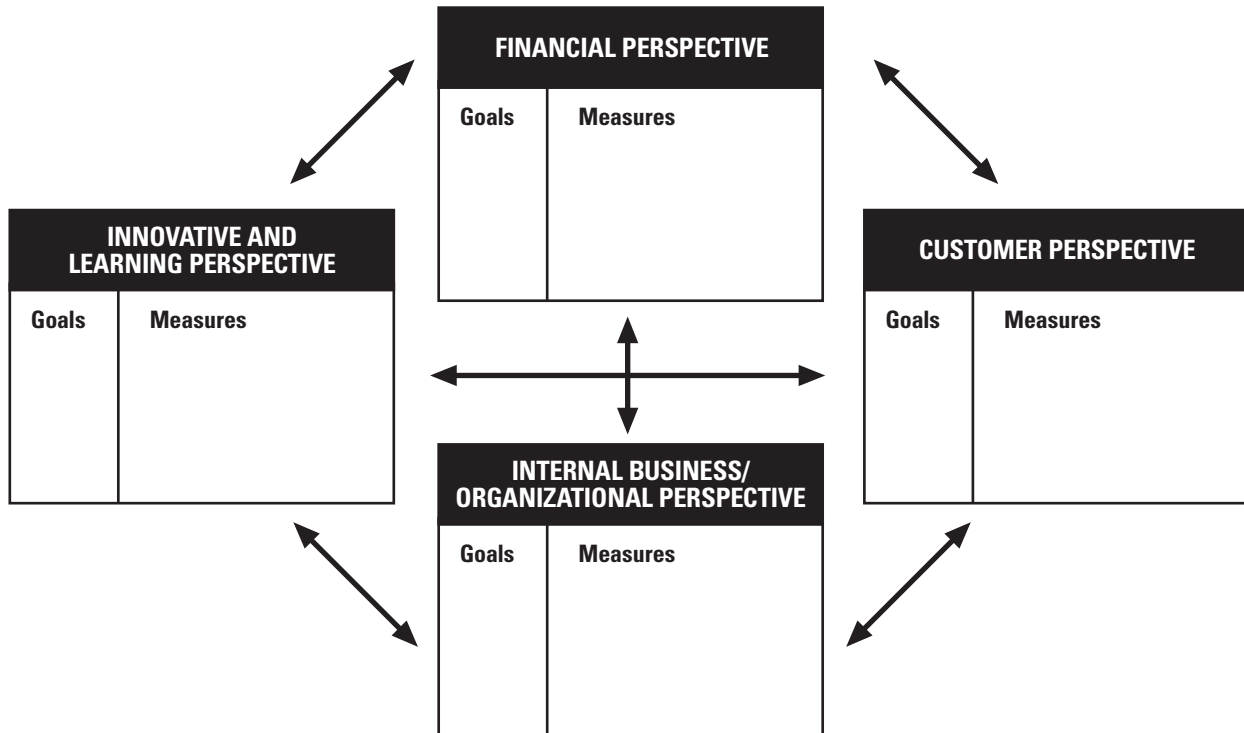 FINANCIAL PERSPECTIVE
Goals Measures
INNOVATIVE AND
LEARNING PERSPECTIVE
Goals Measures
CUSTOMER PERSPECTIVE
Goals Measures
INTERNAL BUSINESS/
ORGANIZATIONAL PERSPECTIVE
Goals Measures